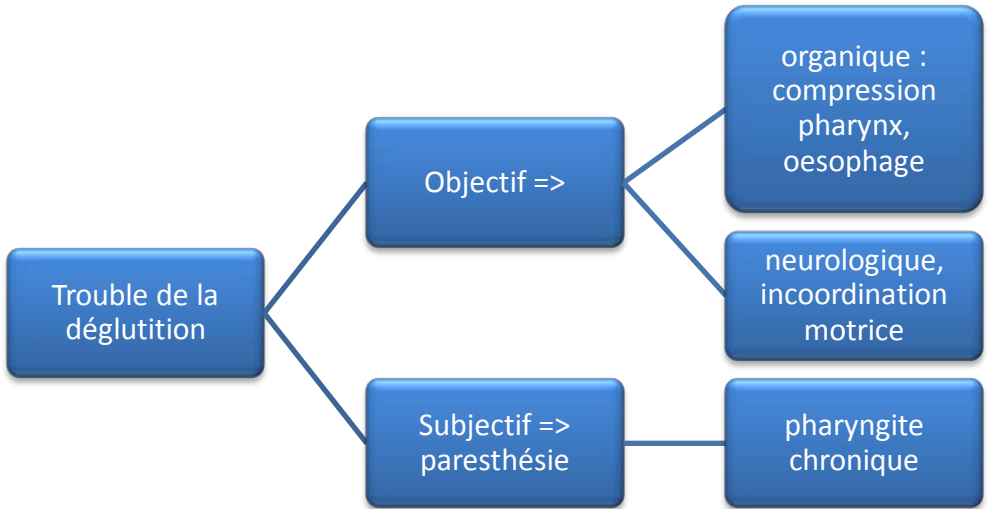 Trouble de la
déglutition
Objectif =>
organique :
compression
pharynx,
oesophage
neurologique,
incoordination
motrice
Subjectif =>
paresthésie
pharyngite
chronique